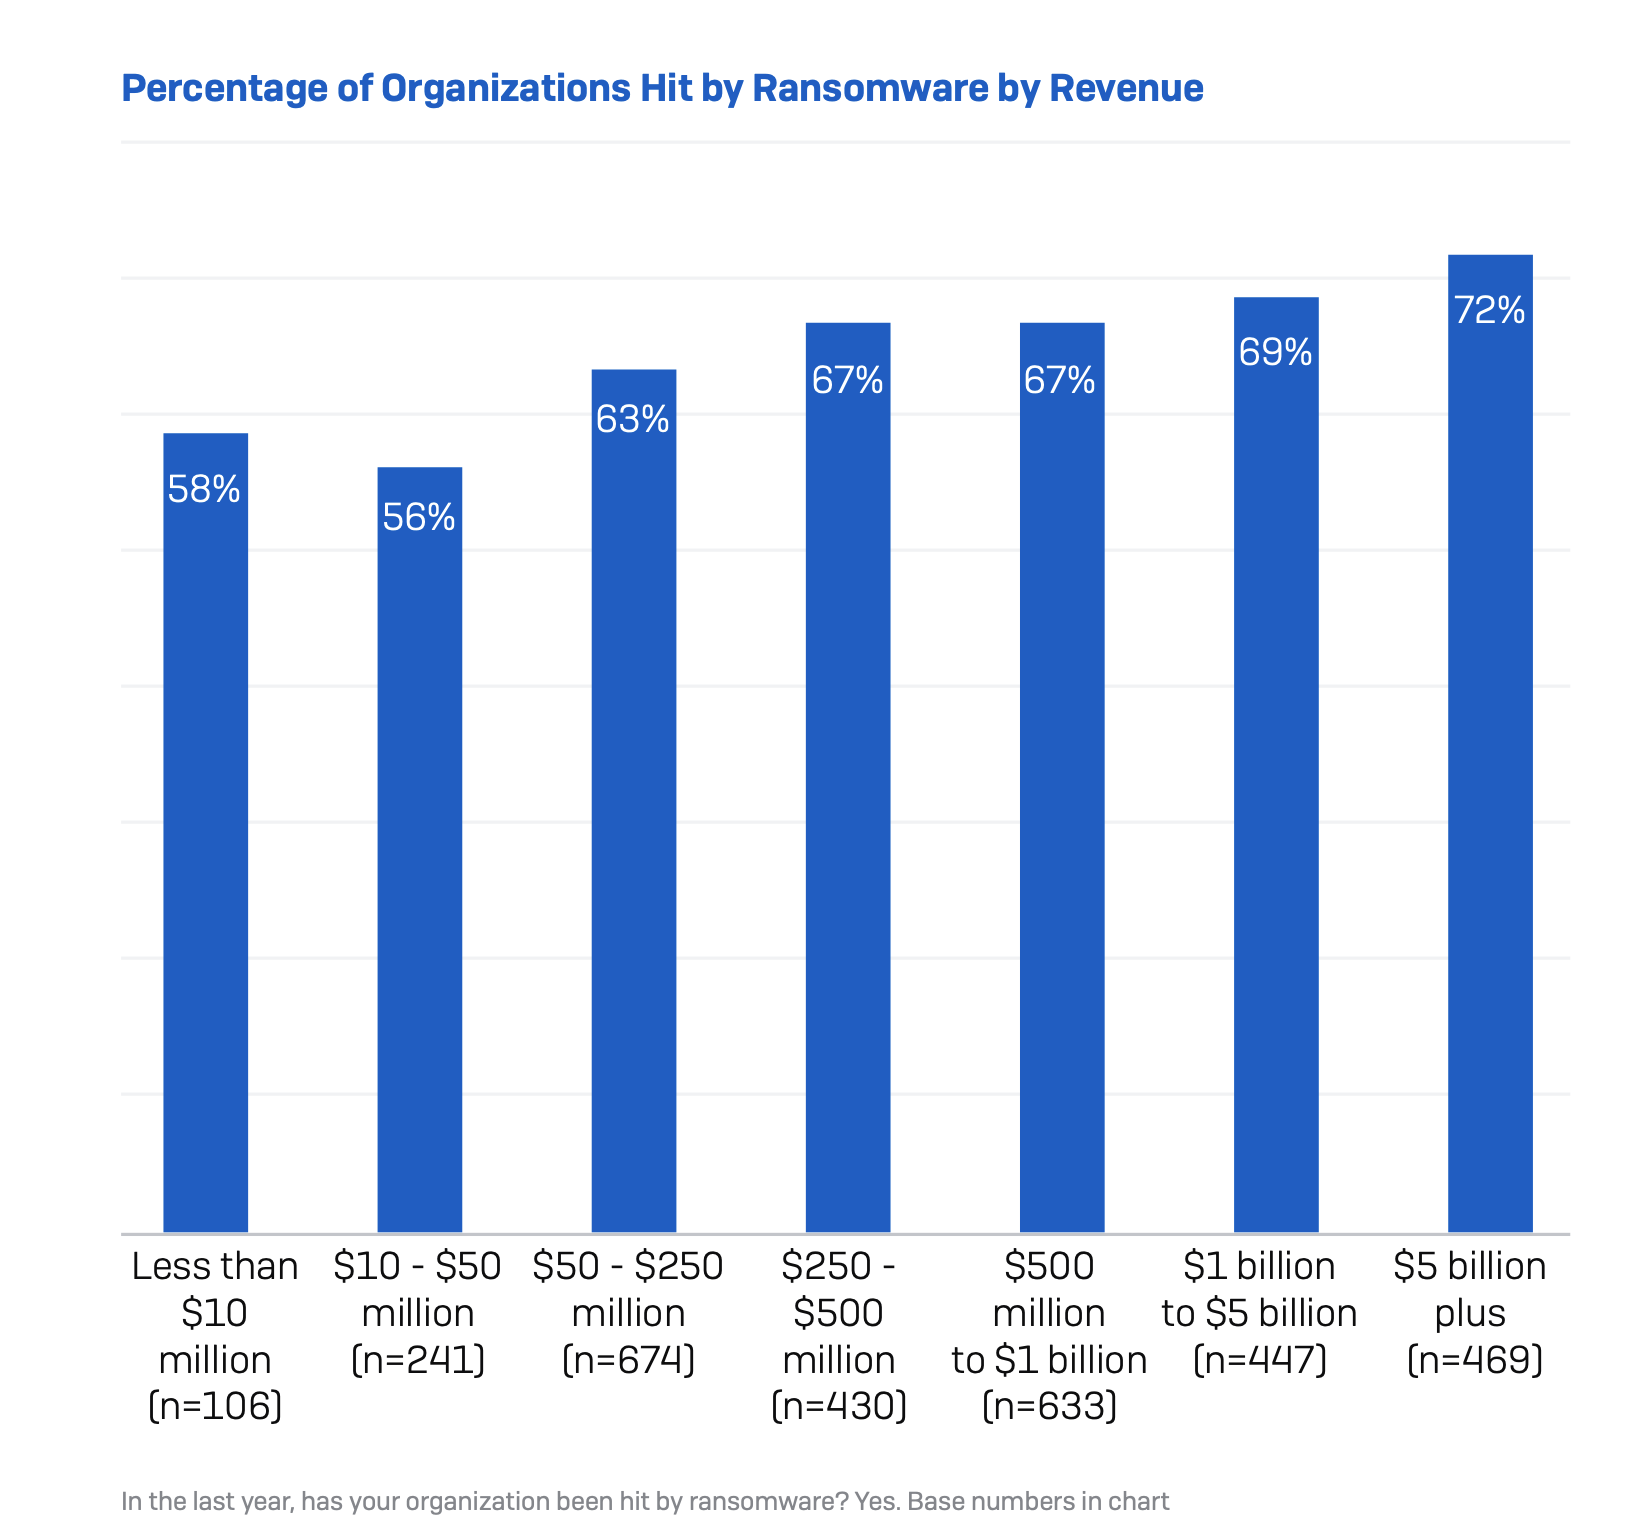 Percentage of Organizations Hit by Ransomware by Revenue
58%
56%
63%
67%
67%
69%
72%
Less than
$10
million
(n=106)
$10 - $50
million
(n=241)
$50 - $250
million
(n=674)
$250 -
$500
million
(n=430)
$500
million
to $1 billion
(n=633)
$1 billion
to $5 billion
(n=447)
$5 billion
plus
(n=469)
In the last year, has your organization been hit by ransomware? Yes. Base numbers in chart